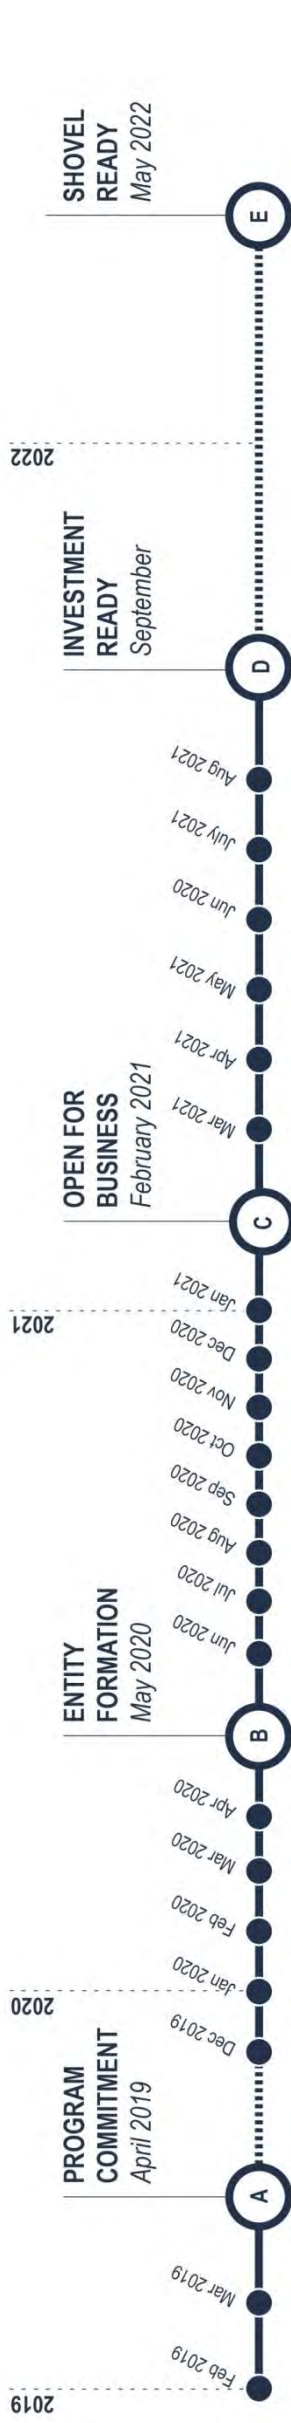 2019
Feb 2019
Mar 2019
PROGRAM
COMMITMENT
April 2019
A
Dec 2019
2020
Jan 2020
Feb 2020
Mar 2020
Apr 2020
ENTITY
FORMATION
May 2020
B
Jun 2020
Jul 2020
Aug 2020
Sep 2020
Oct 2020
Nov 2020
Dec 2020
2021
Jan 2021
OPEN FOR
BUSINESS
February 2021
C
Mar 2021
Apr 2021
May 2021
Jun 2020
July 2021
Aug 2021
INVESTMENT
READY
September
D
2022
SHOVEL
READY
May 2022
E